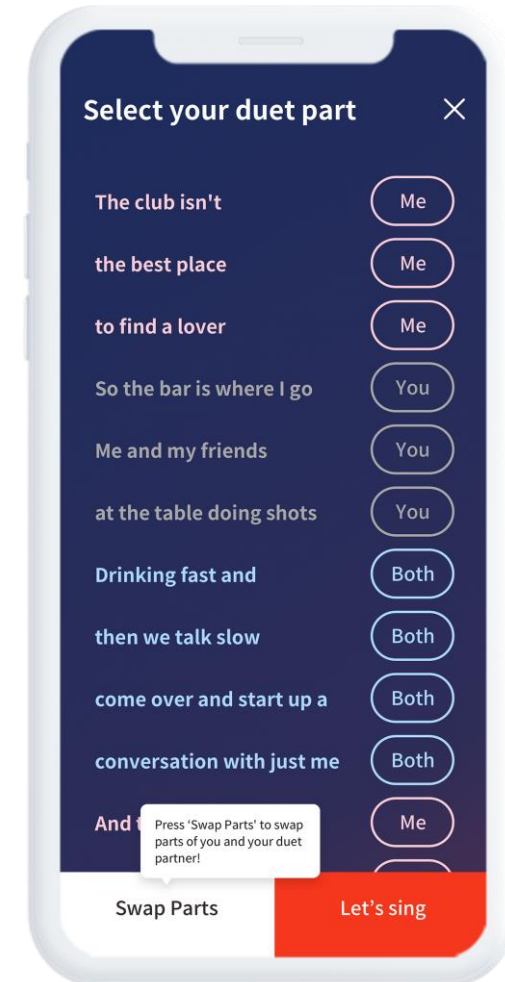 Select your duet part
The club isn't Me
the best place Me
to find a lover Me
So the bar is where I go You
Me and my friends You
at the table doing shots You
Drinking fast and Both
then we talk slow Both
come over and start up a Both
conversation with just me Both
And Me
Press ‘Swap Parts' to swap
parts of you and your duet
partner!
Swap Parts Let’s sing